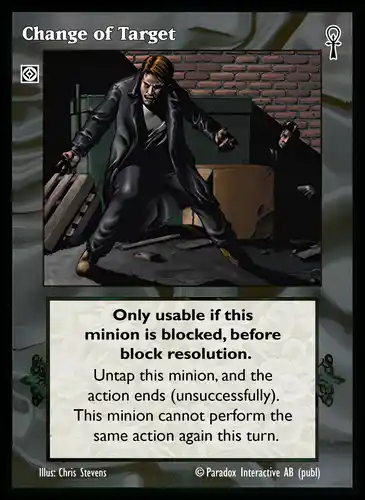 Change of Target
Only usable if this
minion is blocked, before
block resolution.
Untap this minion, and the
action ends (unsuccessfully).
This minion cannot perform the
same action again this turn.
Illus: Chris Stevens
© Paradox Interactive AB (publ)